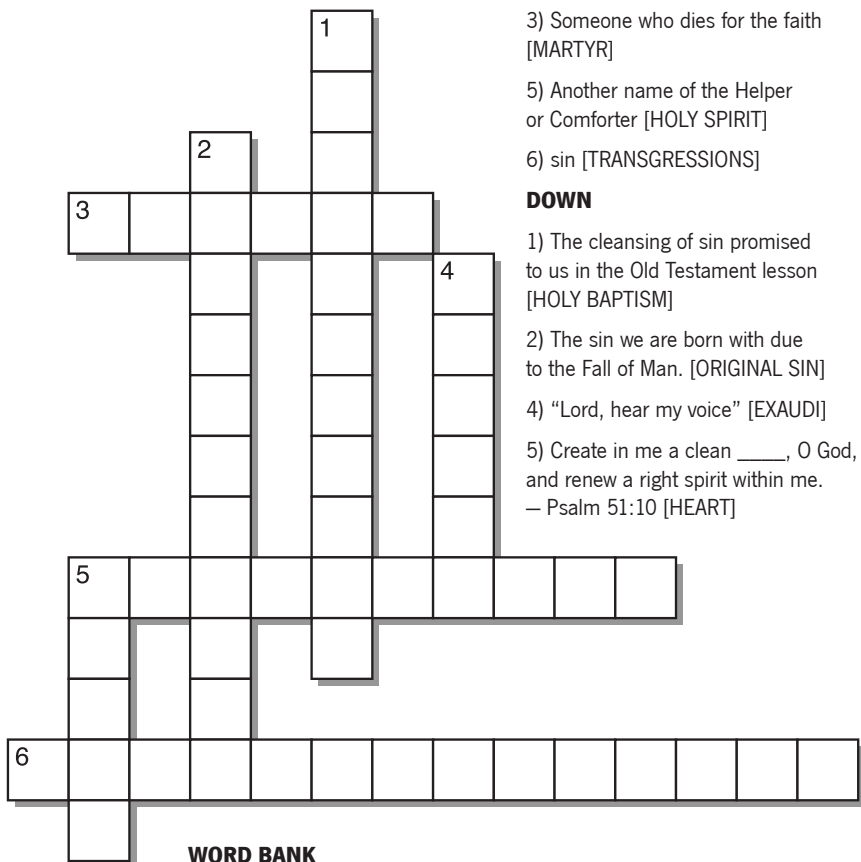 1
2
3
4
5
6
3) Someone who dies for the faith
[MARTYR]
5) Another name of the Helper
or Comforter [HOLY SPIRIT]
6) sin [TRANSGRESSIONS]
DOWN
1) The cleansing of sin promised
to us in the Old Testament lesson
[HOLY BAPTISM]
2) The sin we are born with due
to the Fall of Man. [ORIGINAL SIN]
4) “Lord, hear my voice” [EXAUDI]
5) Create in me a clean ____, O God,
and renew a right spirit within me.
— Psalm 51:10 [HEART]
WORD BANK